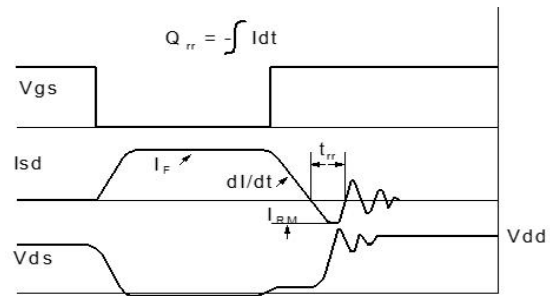 Q rr = -∫ Idt
Vgs
Isd
I F
t rr
dI/dt
I RM
Vds
Vdd